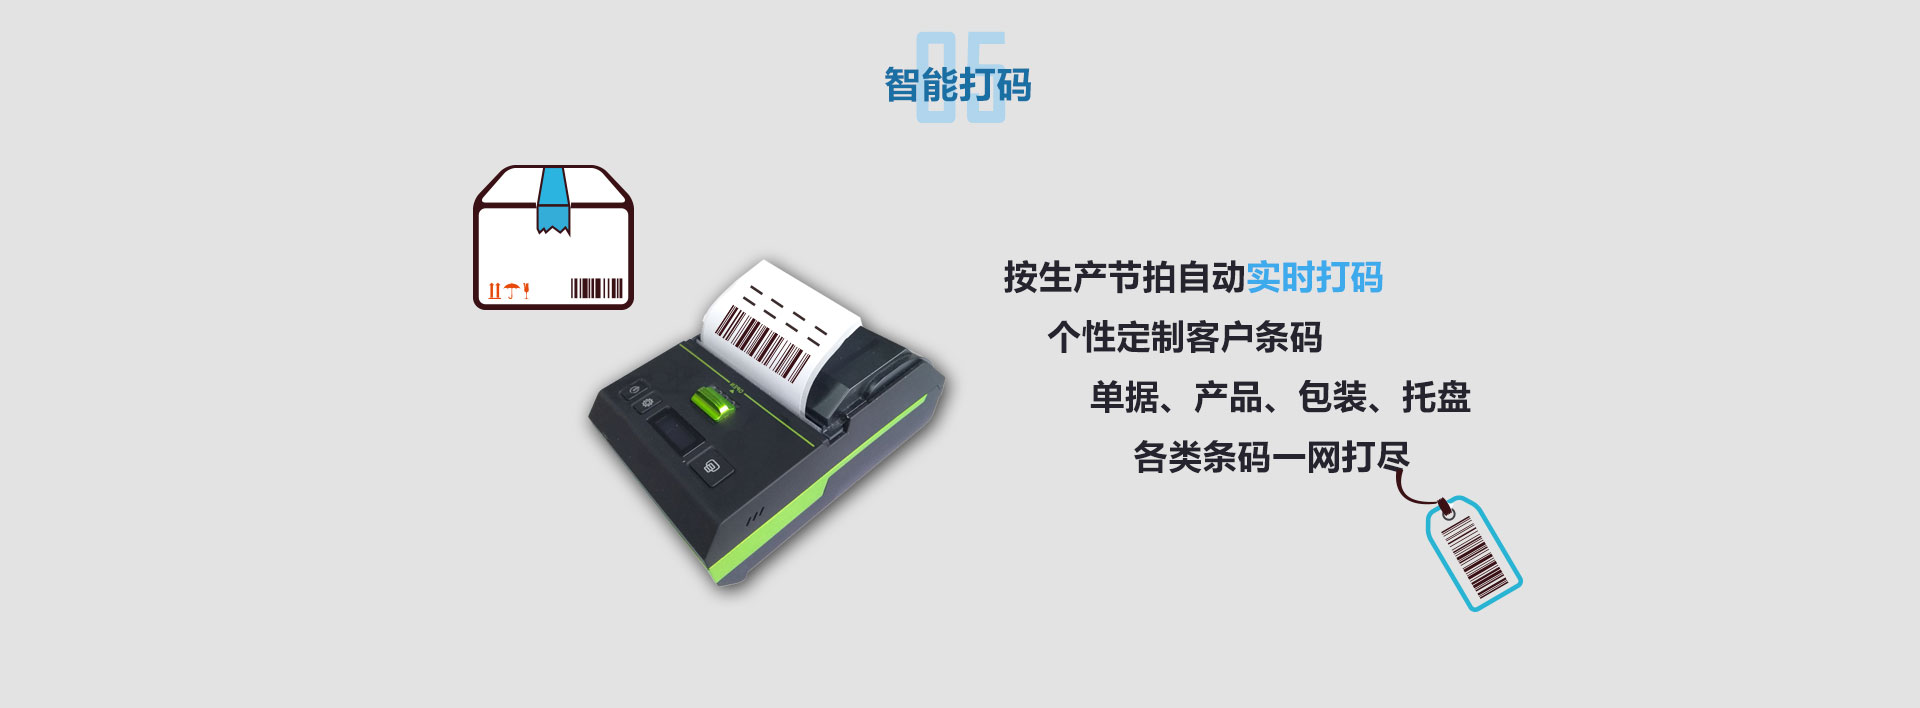 05
智能打码
按生产节拍自动实时打码
个性定制客户条码
单据、产品、包装、托盘
各类条码一网打尽